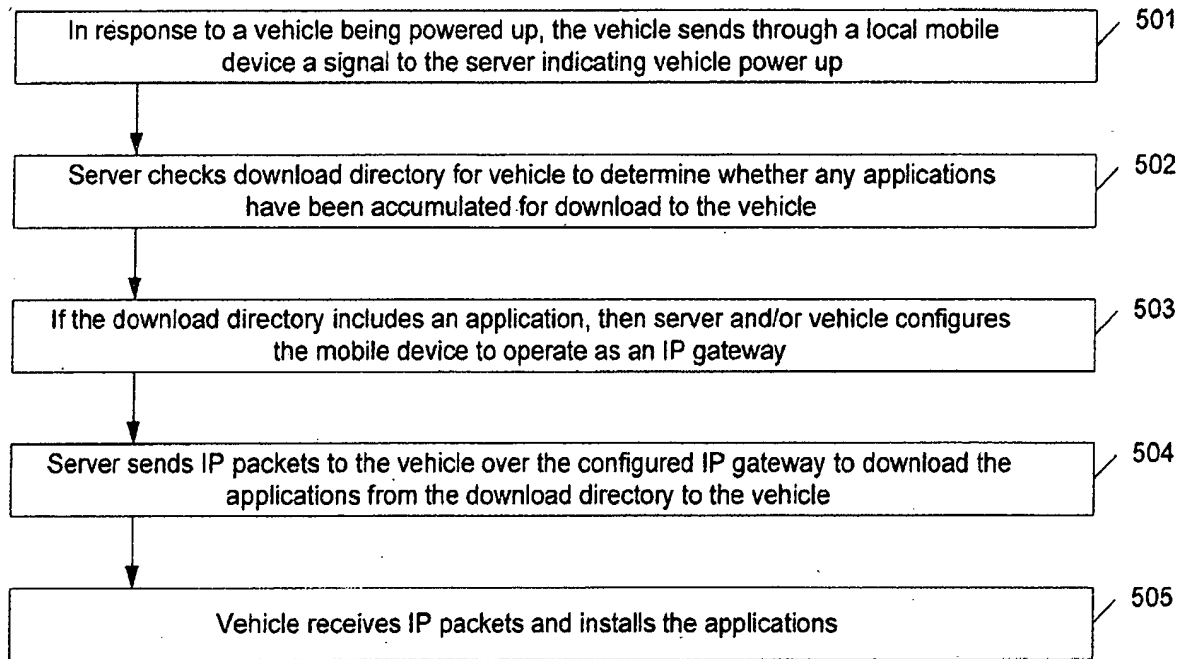 In response to a vehicle being powered up, the vehicle sends through a local mobile
device a signal to the server indicating vehicle power up
501
Server checks download directory for vehicle to determine whether any applications
have been accumulated for download to the vehicle
502
If the download directory includes an application, then server and/or vehicle configures
the mobile device to operate as an IP gateway
503
Server sends IP packets to the vehicle over the configured IP gateway to download the
applications from the download directory to the vehicle
504
Vehicle receives IP packets and installs the applications
505